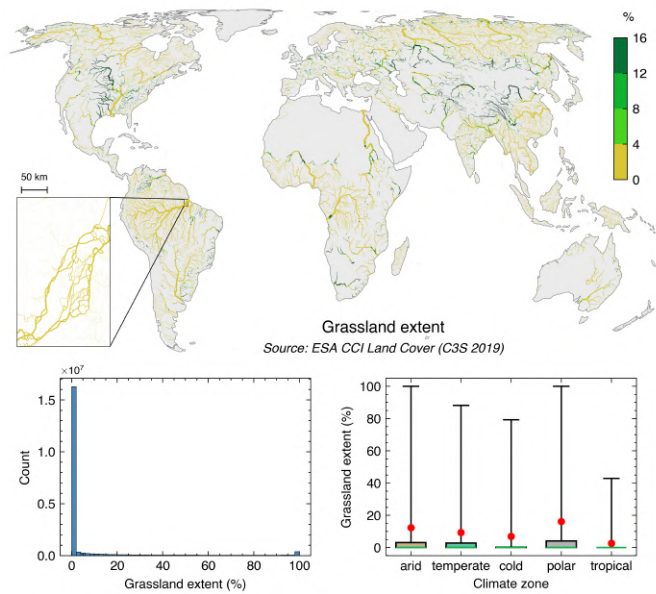 %
16
12
8
4
0
50 km
Grassland extent
Source: ESA CCI Land Cover (C3S 2019)
×10⁷
1.5
1.0
0.5
0.0
Count
0 20 40 60 80 100
Grassland extent (%)
100
80
60
40
20
0
Grassland extent (%)
arid temperate cold polar tropical
Climate zone